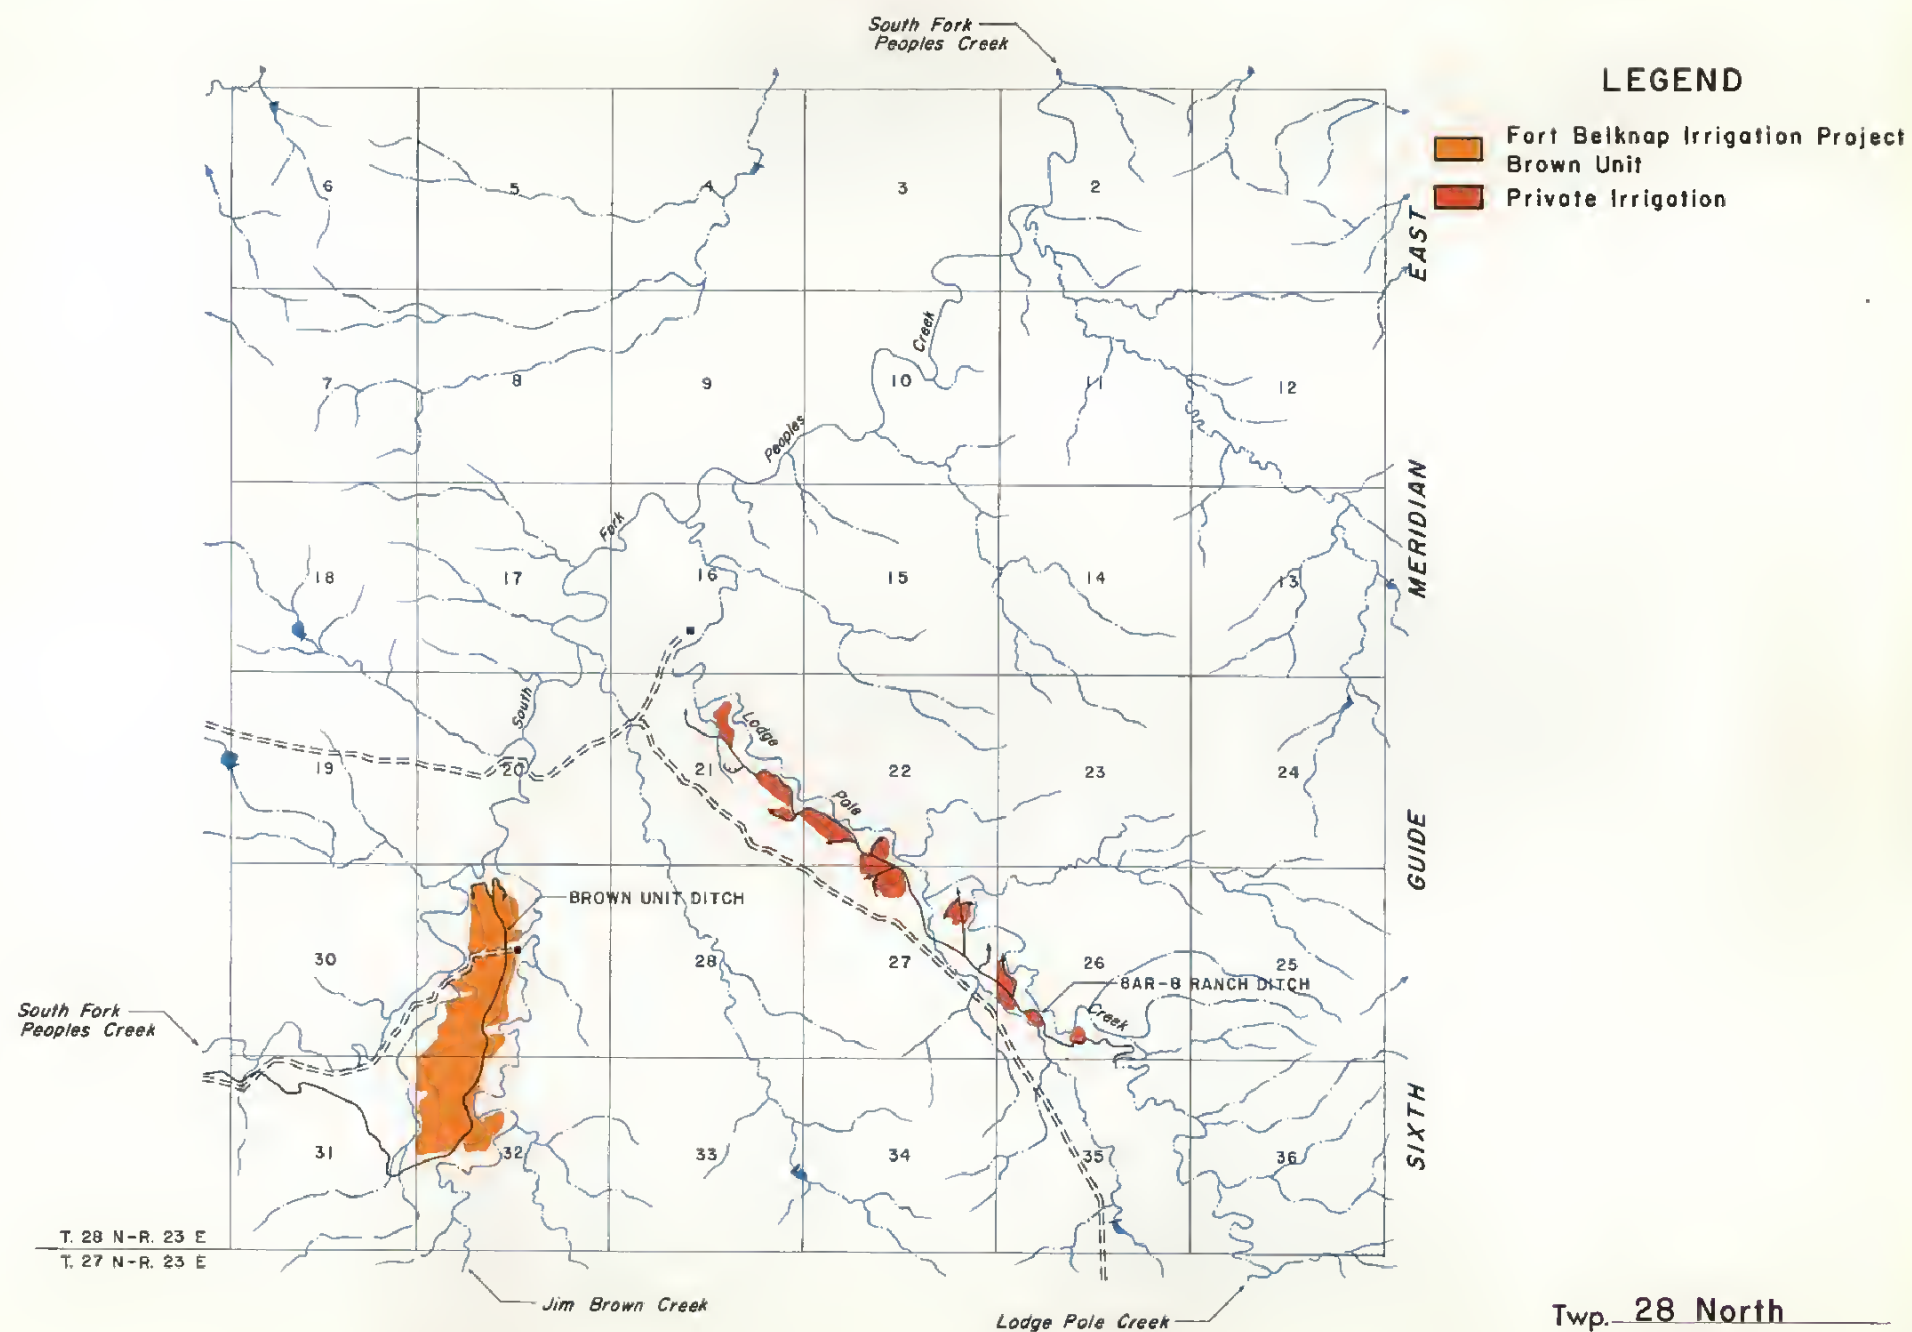 South Fork
Peoples Creek
LEGEND
Fort Belknap Irrigation Project
Brown Unit
Private Irrigation
6
5
4
3
2
EAST
Creek
7
8
9
10
11
12
Peoples
MERIDIAN
Fork
18
17
16
15
14
13
South
Lodge
19
20
21
22
23
24
Pole
GUIDE
BROWN UNIT DITCH
30
28
27
26
25
BAR-B RANCH DITCH
South Fork
Peoples Creek
Creek
SIXTH
31
32
33
34
35
36
T. 28 N-R. 23 E
T. 27 N-R. 23 E
Jim Brown Creek
Lodge Pole Creek
Twp. 28 North